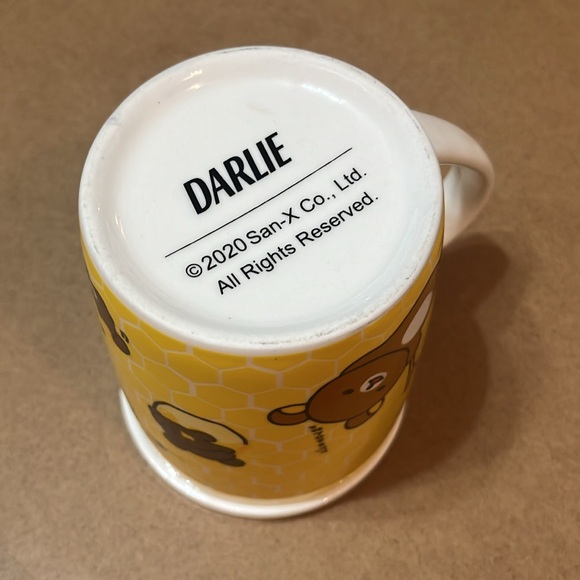 DARLIE
©2020 San-X Co., Ltd.
All Rights Reserved.